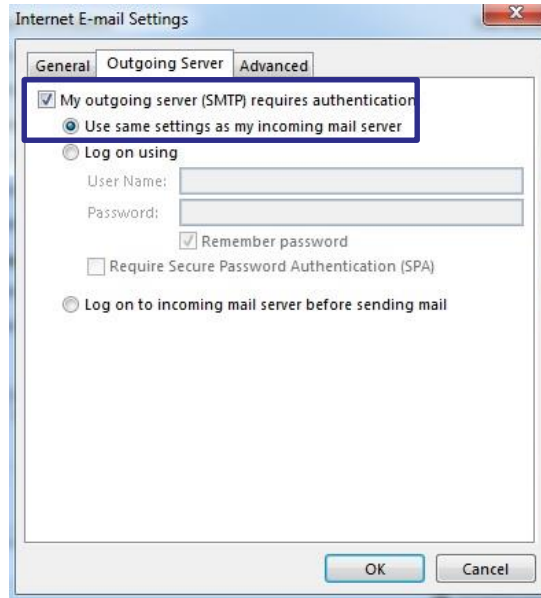 Internet E-mail Settings
General Outgoing Server Advanced
My outgoing server (SMTP) requires authentication
Use same settings as my incoming mail server
Log on using
User Name:
Password:
Remember password
Require Secure Password Authentication (SPA)
Log on to incoming mail server before sending mail
OK Cancel